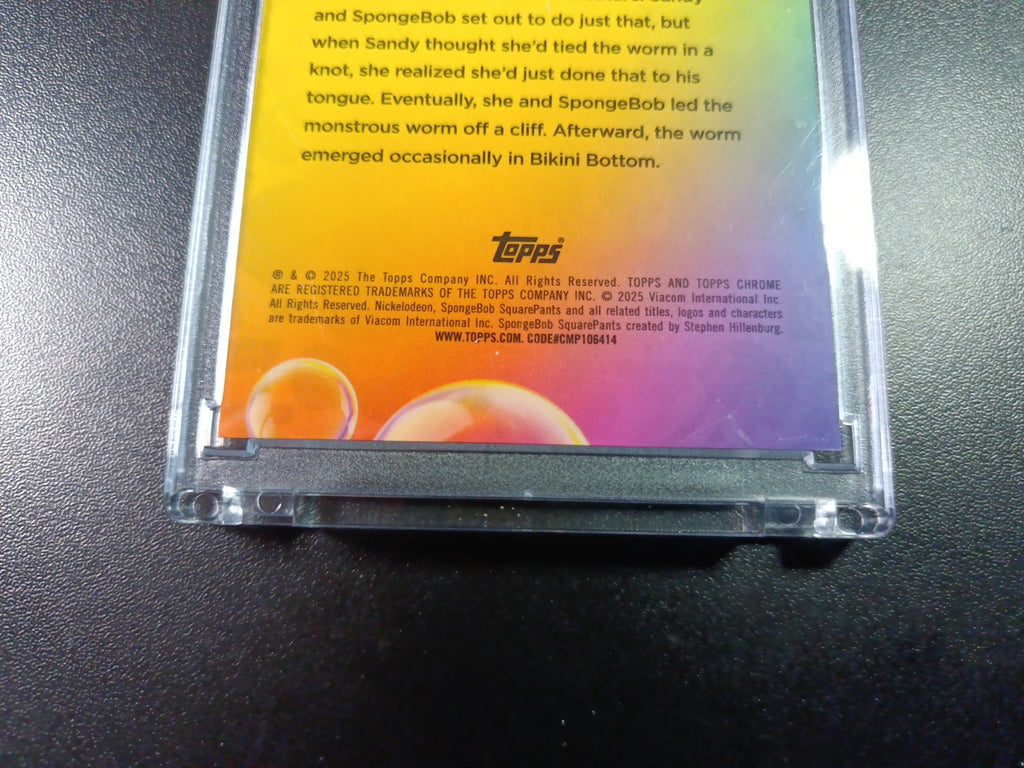 Sandy
and SpongeBob set out to do just that, but
when Sandy thought she'd tied the worm in a
knot, she realized she'd just done that to his
tongue. Eventually, she and SpongeBob led the
monstrous worm off a cliff. Afterward, the worm
emerged occasionally in Bikini Bottom.
topps®
® & © 2025 The Topps Company INC. All Rights Reserved. TOPPS AND TOPPS CHROME
ARE REGISTERED TRADEMARKS OF THE TOPPS COMPANY INC. © 2025 Viacom International Inc.
All Rights Reserved. Nickelodeon, SpongeBob SquarePants and all related titles, logos and characters
are trademarks of Viacom International Inc. SpongeBob SquarePants created by Stephen Hillenburg.
WWW.TOPPS.COM. CODE#CMP106414